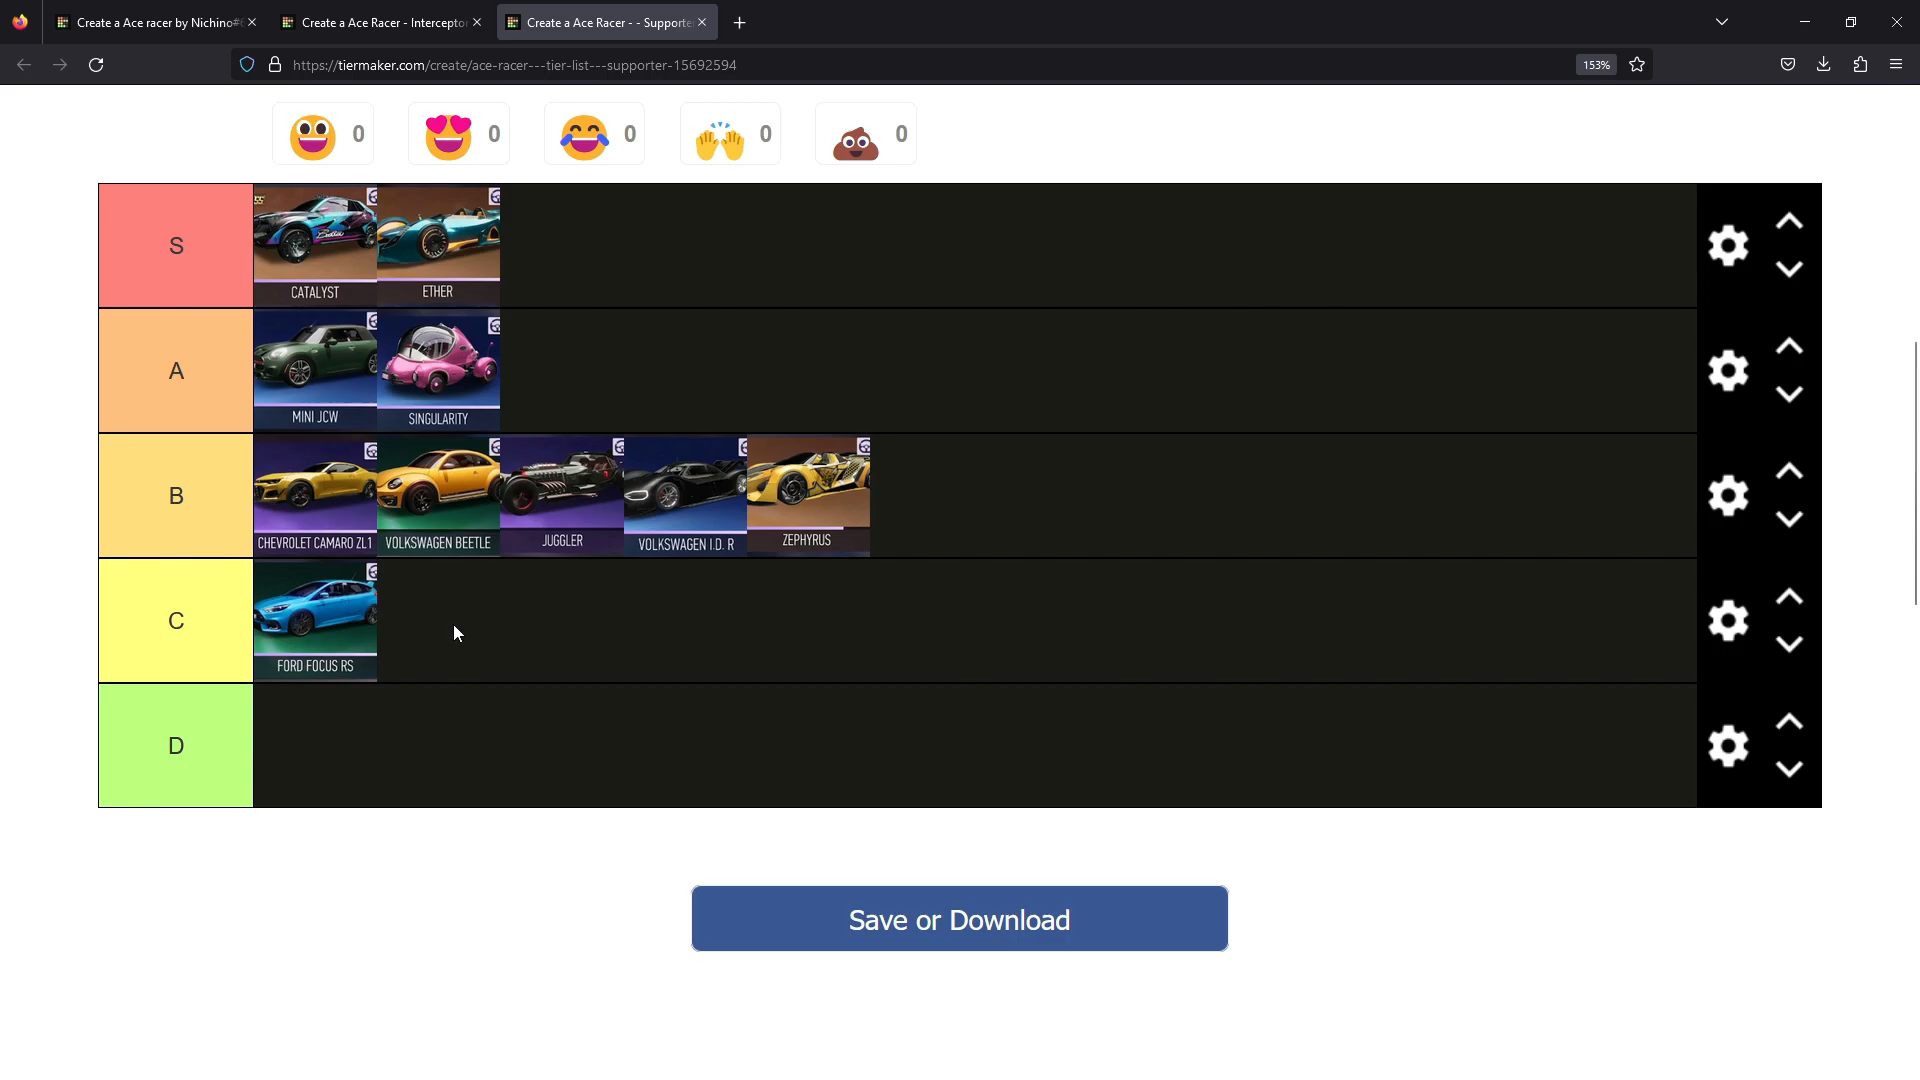 Create a Ace racer by Nichino#
Create a Ace Racer - Interceptor
Create a Ace Racer - - Supporte
https://tiermaker.com/create/ace-racer---tier-list---supporter-15692594
153%
0
0
0
0
0
S
CATALYST
ETHER
A
MINI JCW
SINGULARITY
B
CHEVROLET CAMARO ZL1
VOLKSWAGEN BEETLE
JUGGLER
VOLKSWAGEN I.D. R
ZEPHYRUS
C
FORD FOCUS RS
D
Save or Download